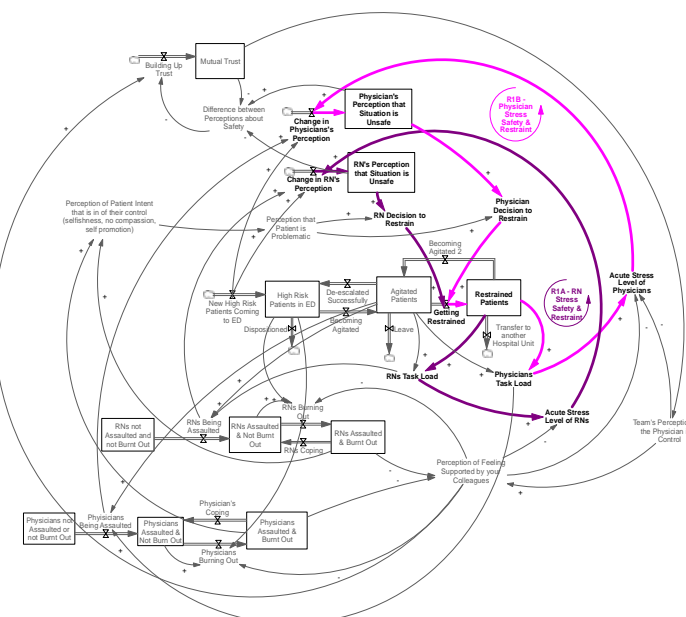 Building Up
Trust
Mutual Trust
Difference between
Perceptions about
Safety
Change in
Physicians's
Perception
Physician's
Perception that
Situation is
Unsafe
R1B -
Physician
Stress
Safety &
Restraint
Change in RN's
Perception
RN's Perception
that Situation is
Unsafe
Perception of Patient Intent
that is in of their control
(selfishness, no compassion,
self promotion)
Perception that
Patient is
Problematic
RN Decision to
Restrain
Physician
Decision to
Restrain
Becoming
Agitated 2
New High Risk
Patients Coming
to ED
High Risk
Patients in ED
De-escalated
Successfully
Becoming
Agitated
Agitated
Patients
Getting
Restrained
Restrained
Patients
R1A - RN
Stress
Safety &
Restraint
Acute Stress
Level of
Physicians
Dispositioned
Leave
Transfer to
another
Hospital Unit
RNs Task Load
Physicians
Task Load
Acute Stress
Level of RNs
RNs not
Assaulted and
not Burnt Out
RNs Being
Assaulted
RNs Assaulted
& Not Burnt
Out
RNs Burning
Out
RNs Coping
RNs Assaulted
& Burnt Out
Team's Percepti
the Physician
Control
Perception of Feeling
Supported by your
Colleagues
Physicians not
Assaulted or
not Burnt Out
Physicians
Being Assaulted
Physicians
Assaulted &
Not Burn Out
Physician's
Coping
Physicians
Burning Out
Physicians
Assaulted &
Burnt Out